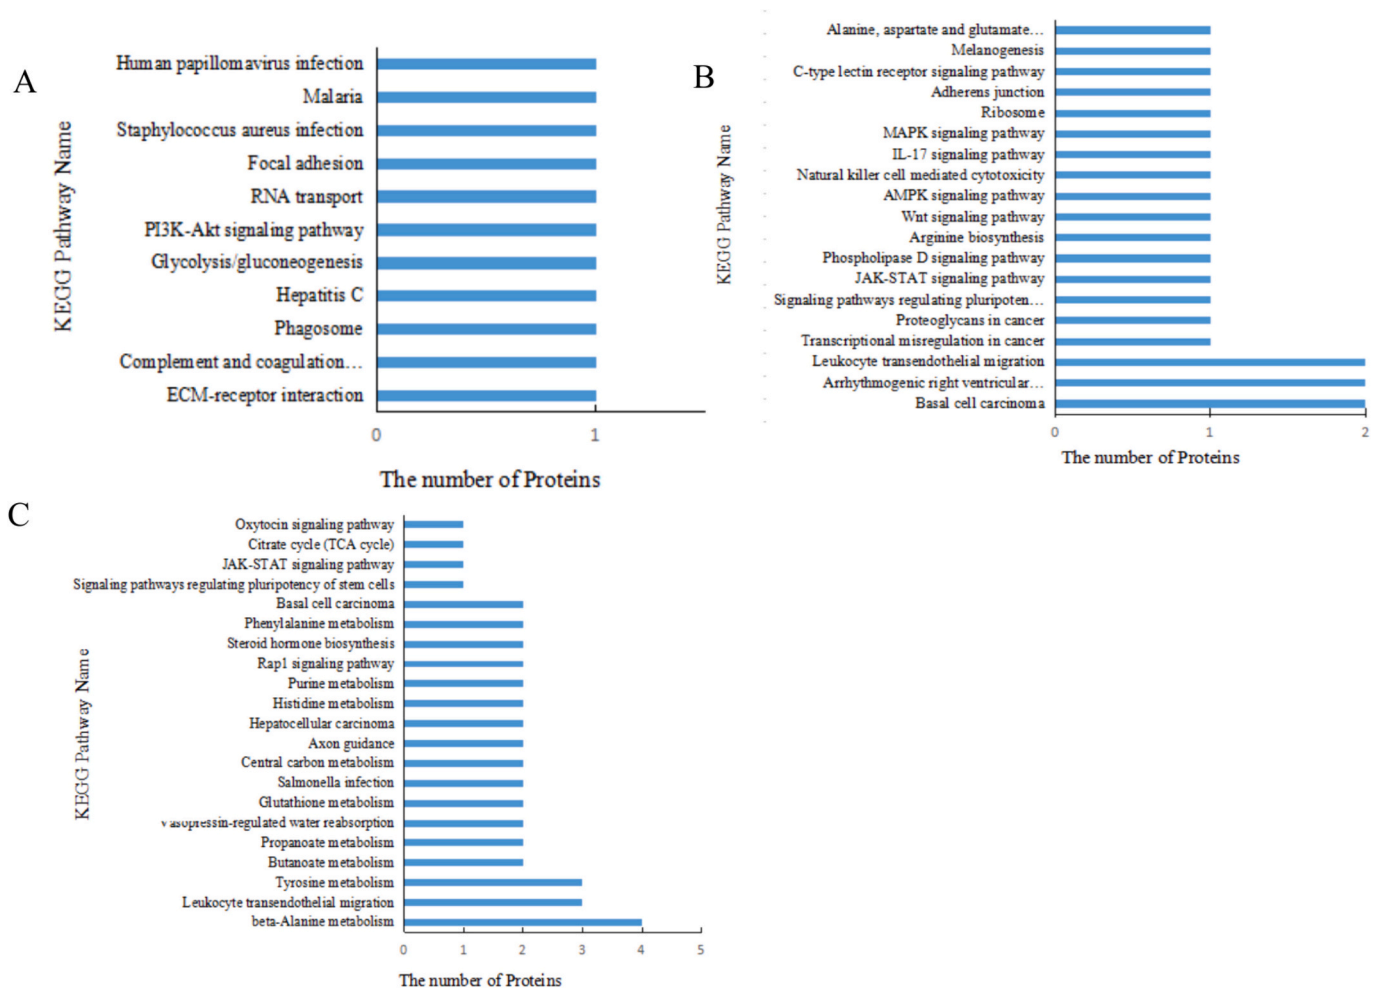 A
KEGG Pathway Name
Human papillomavirus infection
Malaria
Staphylococcus aureus infection
Focal adhesion
RNA transport
PI3K-Akt signaling pathway
Glycolysis/gluconeogenesis
Hepatitis C
Phagosome
Complement and coagulation...
ECM-receptor interaction
0 1
The number of Proteins
B
KEGG Pathway Name
Alanine, aspartate and glutamate...
Melanogenesis
C-type lectin receptor signaling pathway
Adherens junction
Ribosome
MAPK signaling pathway
IL-17 signaling pathway
Natural killer cell mediated cytotoxicity
AMPK signaling pathway
Wnt signaling pathway
Arginine biosynthesis
Phospholipase D signaling pathway
JAK-STAT signaling pathway
Signaling pathways regulating pluripoten...
Proteoglycans in cancer
Transcriptional misregulation in cancer
Leukocyte transendothelial migration
Arrhythmogenic right ventricular...
Basal cell carcinoma
0 1 2
The number of Proteins
C
KEGG Pathway Name
Oxytocin signaling pathway
Citrate cycle (TCA cycle)
JAK-STAT signaling pathway
Signaling pathways regulating pluripotency of stem cells
Basal cell carcinoma
Phenylalanine metabolism
Steroid hormone biosynthesis
Rap1 signaling pathway
Purine metabolism
Histidine metabolism
Hepatocellular carcinoma
Axon guidance
Central carbon metabolism
Salmonella infection
Glutathione metabolism
Vasopressin-regulated water reabsorption
Propanoate metabolism
Butanoate metabolism
Tyrosine metabolism
Leukocyte transendothelial migration
beta-Alanine metabolism
0 1 2 3 4 5
The number of Proteins